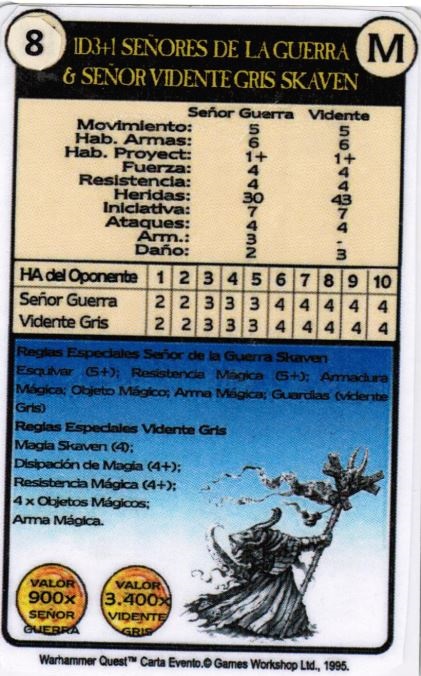 8
1D3+1 SEÑORES DE LA GUERRA
& SEÑOR VIDENTE GRIS SKAVEN
M
Señor Guerra Vidente
Movimiento: 5 5
Hab. Armas: 6 6
Hab. Proyect: 1+ 1+
Fuerza: 4 4
Resistencia: 4 4
Heridas: 30 43
Iniciativa: 7 7
Ataques: 4 4
Arm.: 3 -
Daño: 2 3
HA del Oponente 1 2 3 4 5 6 7 8 9 10
Señor Guerra 2 2 3 3 3 4 4 4 4 4
Vidente Gris 2 2 3 3 3 4 4 4 4 4
Reglas Especiales Señor de la Guerra Skaven
Esquivar (5+); Resistencia Mágica (5+); Armadura
Mágica; Objeto Mágico; Arma Mágica; Guardias (vidente
Gris)
Reglas Especiales Vidente Gris
Magia Skaven (4);
Disipación de Magia (4+);
Resistencia Mágica (4+);
4 x Objetos Mágicos;
Arma Mágica.
VALOR
900x
SEÑOR
GUERRA
VALOR
3.400x
VIDENTE
GRIS
Warhammer Quest™ Carta Evento.© Games Workshop Ltd., 1995.